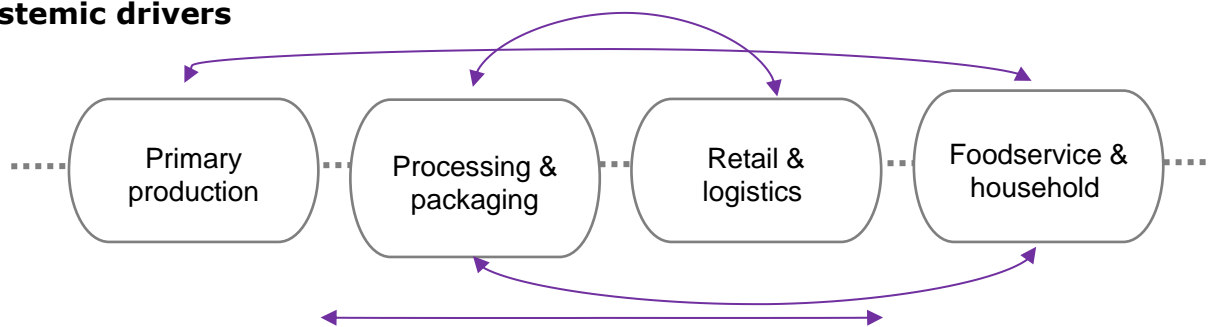 stemic drivers
Primary
production
Processing &
packaging
Retail &
logistics
Foodservice &
household